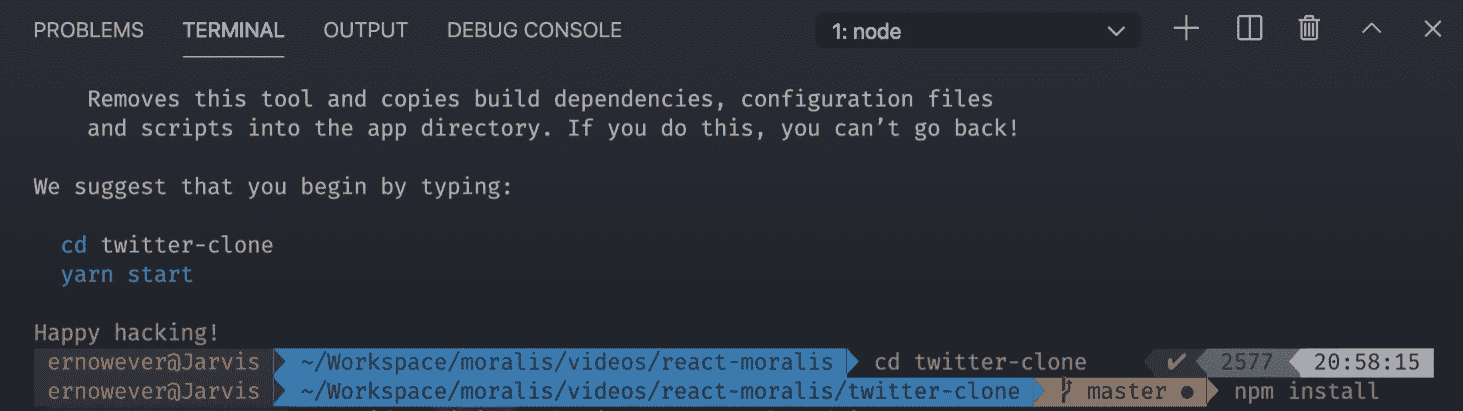 PROBLEMS TERMINAL OUTPUT DEBUG CONSOLE 1: node
Removes this tool and copies build dependencies, configuration files
and scripts into the app directory. If you do this, you can’t go back!
We suggest that you begin by typing:
cd twitter-clone
yarn start
Happy hacking!
ernowever@Jarvis ~/Workspace/moralis/videos/react-moralis cd twitter-clone ✔ 2577 20:58:15
ernowever@Jarvis ~/Workspace/moralis/videos/react-moralis/twitter-clone master ● npm install